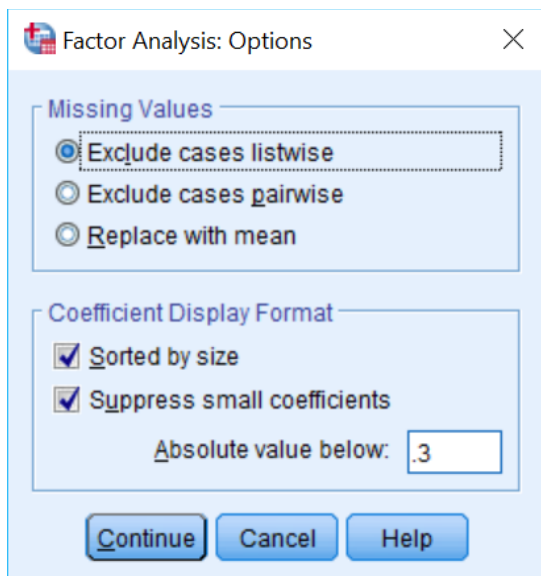 Factor Analysis: Options
Missing Values
Exclude cases listwise
Exclude cases pairwise
Replace with mean
Coefficient Display Format
Sorted by size
Suppress small coefficients
Absolute value below: .3
Continue Cancel Help